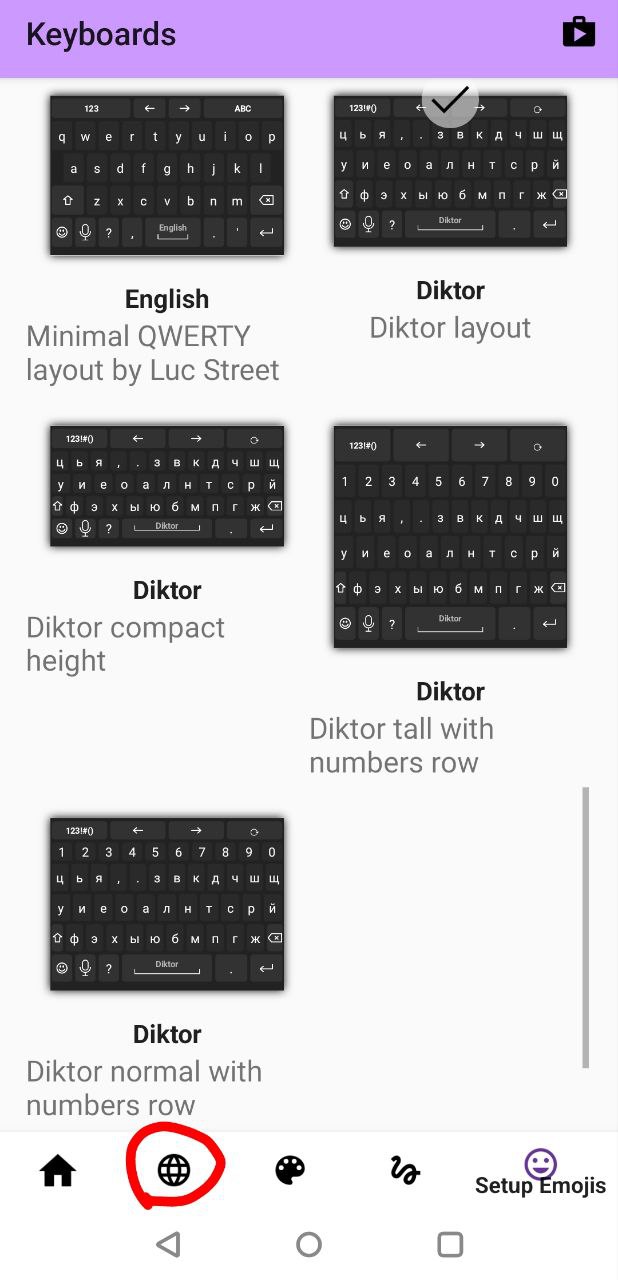 Keyboards
123 ABC
q w e r t y u i o p
a s d f g h j k l
z x c v b n m
? , English . '
English
Minimal QWERTY
layout by Luc Street
123!#()
ц ь я , . з в к д ч ш щ
у и е о а л н т с р й
ф э х ы ю б м п г ж
? Diktor .
Diktor
Diktor layout
123!#()
ц ь я , . з в к д ч ш щ
у и е о а л н т с р й
ф э х ы ю б м п г ж
? Diktor .
Diktor
Diktor compact
height
123!#()
1 2 3 4 5 6 7 8 9 0
ц ь я , . з в к д ч ш щ
у и е о а л н т с р й
ф э х ы ю б м п г ж
? Diktor .
Diktor
Diktor tall with
numbers row
123!#()
1 2 3 4 5 6 7 8 9 0
ц ь я , . з в к д ч ш щ
у и е о а л н т с р й
ф э х ы ю б м п г ж
? Diktor .
Diktor
Diktor normal with
numbers row
Setup Emojis